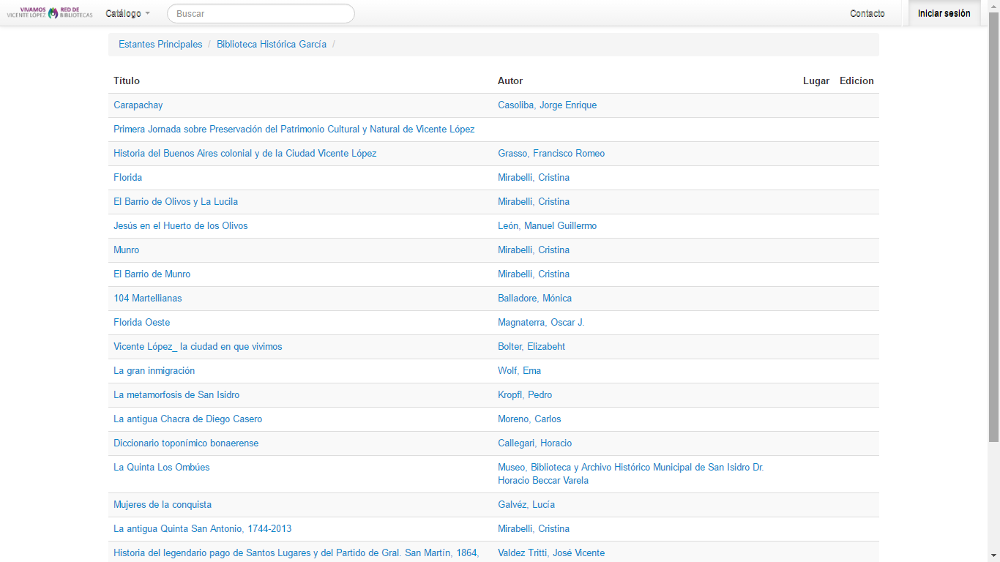 VIVAMOS VICENTE LÓPEZ RED DE BIBLIOTECAS Catálogo Buscar Contacto Iniciar sesión
Estantes Principales / Biblioteca Histórica García /
Título Autor Lugar Edicíon
Carapachay Casoliba, Jorge Enrique
Primera Jornada sobre Preservación del Patrimonio Cultural y Natural de Vicente López
Historia del Buenos Aires colonial y de la Ciudad Vicente López Grasso, Francisco Romeo
Florida Mirabelli, Cristina
El Barrio de Olivos y La Lucila Mirabelli, Cristina
Jesús en el Huerto de los Olivos León, Manuel Guillermo
Munro Mirabelli, Cristina
El Barrio de Munro Mirabelli, Cristina
104 Martellianas Balladore, Mónica
Florida Oeste Magnaterra, Oscar J.
Vicente López_ la ciudad en que vivimos Bolter, Elizabeht
La gran inmigración Wolf, Ema
La metamorfosis de San Isidro Kropfl, Pedro
La antigua Chacra de Diego Casero Moreno, Carlos
Diccionario toponímico bonaerense Callegari, Horacio
La Quinta Los Ombúes Museo, Biblioteca y Archivo Histórico Municipal de San Isidro Dr.
Horacio Beccar Varela
Mujeres de la conquista Galvéz, Lucía
La antigua Quinta San Antonio, 1744-2013 Mirabelli, Cristina
Historia del legendario pago de Santos Lugares y del Partido de Gral. San Martín, 1864, Valdez Tritti, José Vicente